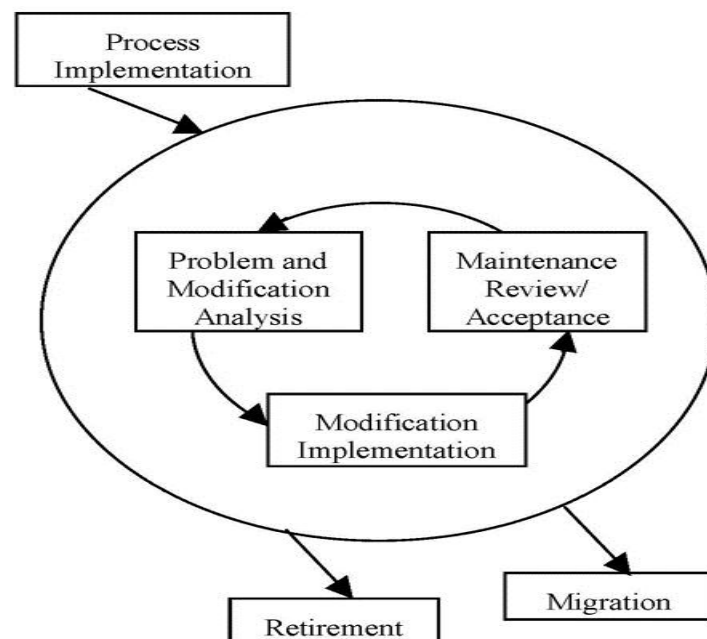 Process
Implementation
Problem and
Modification
Analysis
Maintenance
Review/
Acceptance
Modification
Implementation
Migration
Retirement